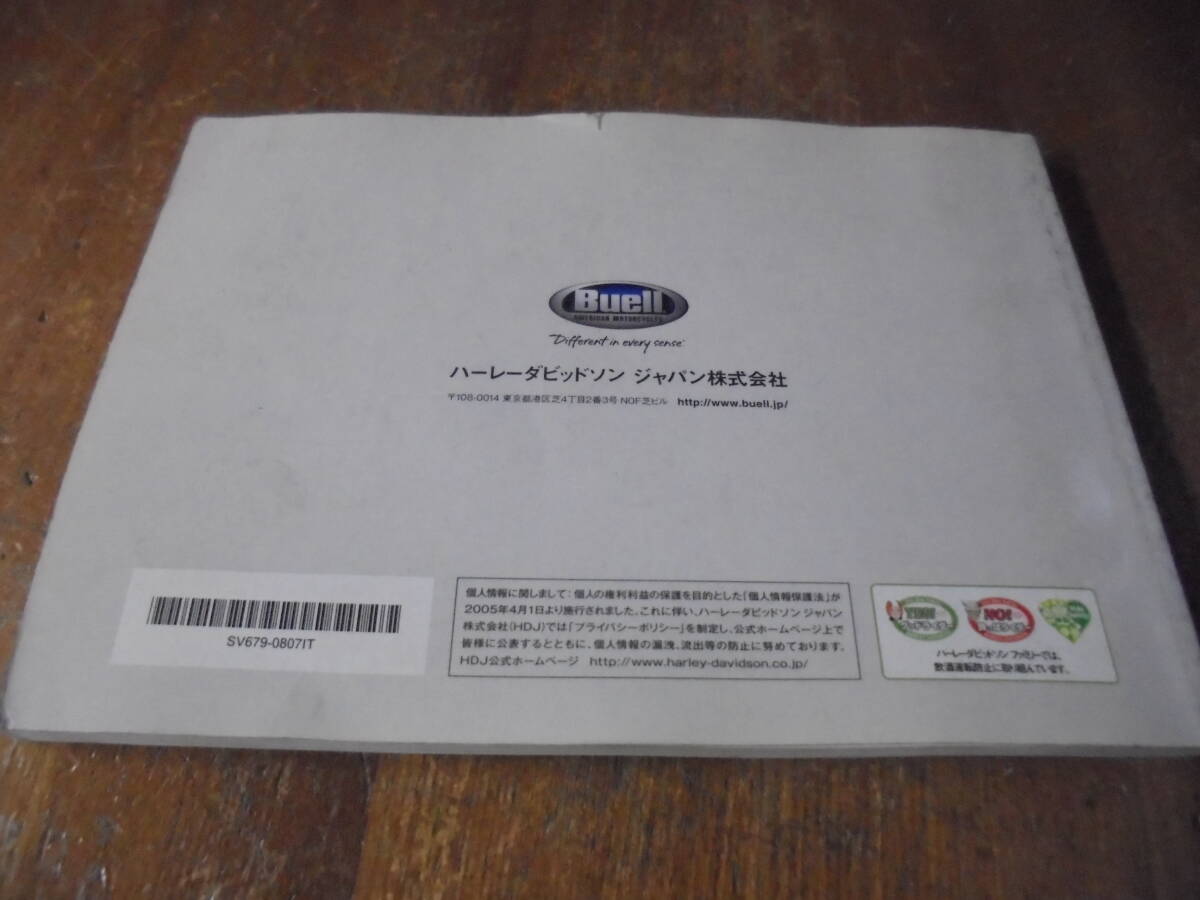 Buell
AMERICAN MOTORCYCLES
"Different in every sense"
ハーレーダビッドソン ジャパン株式会社
〒108-0014 東京都港区芝4丁目2番3号 NOF芝ビル http://www.buell.jp/
SV679-0807IT
個人情報に関しまして：個人の権利利益の保護を目的とした「個人情報保護法」が
2005年4月1日より施行されました。これに伴い、ハーレーダビッドソン ジャパン
株式会社(HDJ)では「プライバシーポリシー」を制定し、公式ホームページ上で
皆様に公表するとともに、個人情報の漏洩、流出等の防止に努めております。
HDJ公式ホームページ http://www.harley-davidson.co.jp/
NO!
ハーレーダビッドソン ファミリーでは、
飲酒運転防止に取り組んでいます。